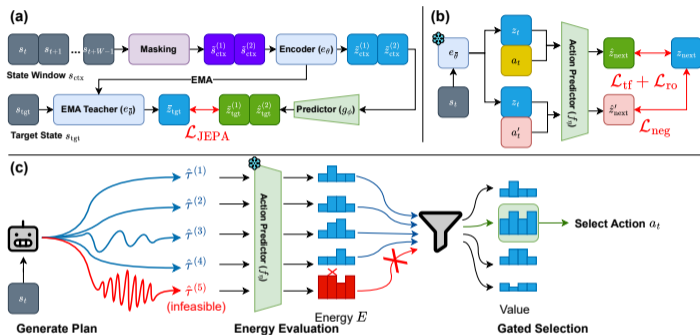 (a)
s_t s_{t+1} ... s_{t+W-1} Masking s̃_ctx^(1) s̃_ctx^(2) Encoder (e_θ) z̃_ctx^(1) z̃_ctx^(2)
State Window s_ctx
EMA
s_tgt EMA Teacher (e_θ̄) z̄_tgt ẑ_tgt^(1) ẑ_tgt^(2) Predictor (g_φ)
Target State s_tgt
ℒ_JEPA
(b)
e_θ̄ z_t a_t Action Predictor (f_ψ) ẑ_next z_next
ℒ_tf + ℒ_ro
s_t z_t a'_t ẑ'_next
ℒ_neg
(c)
τ̂^(1)
τ̂^(2)
τ̂^(3)
τ̂^(4)
τ̂^(5)
(infeasible)
s_t
Action Predictor (f_ψ)
Select Action a_t
Energy E
Value
Generate Plan Energy Evaluation Gated Selection